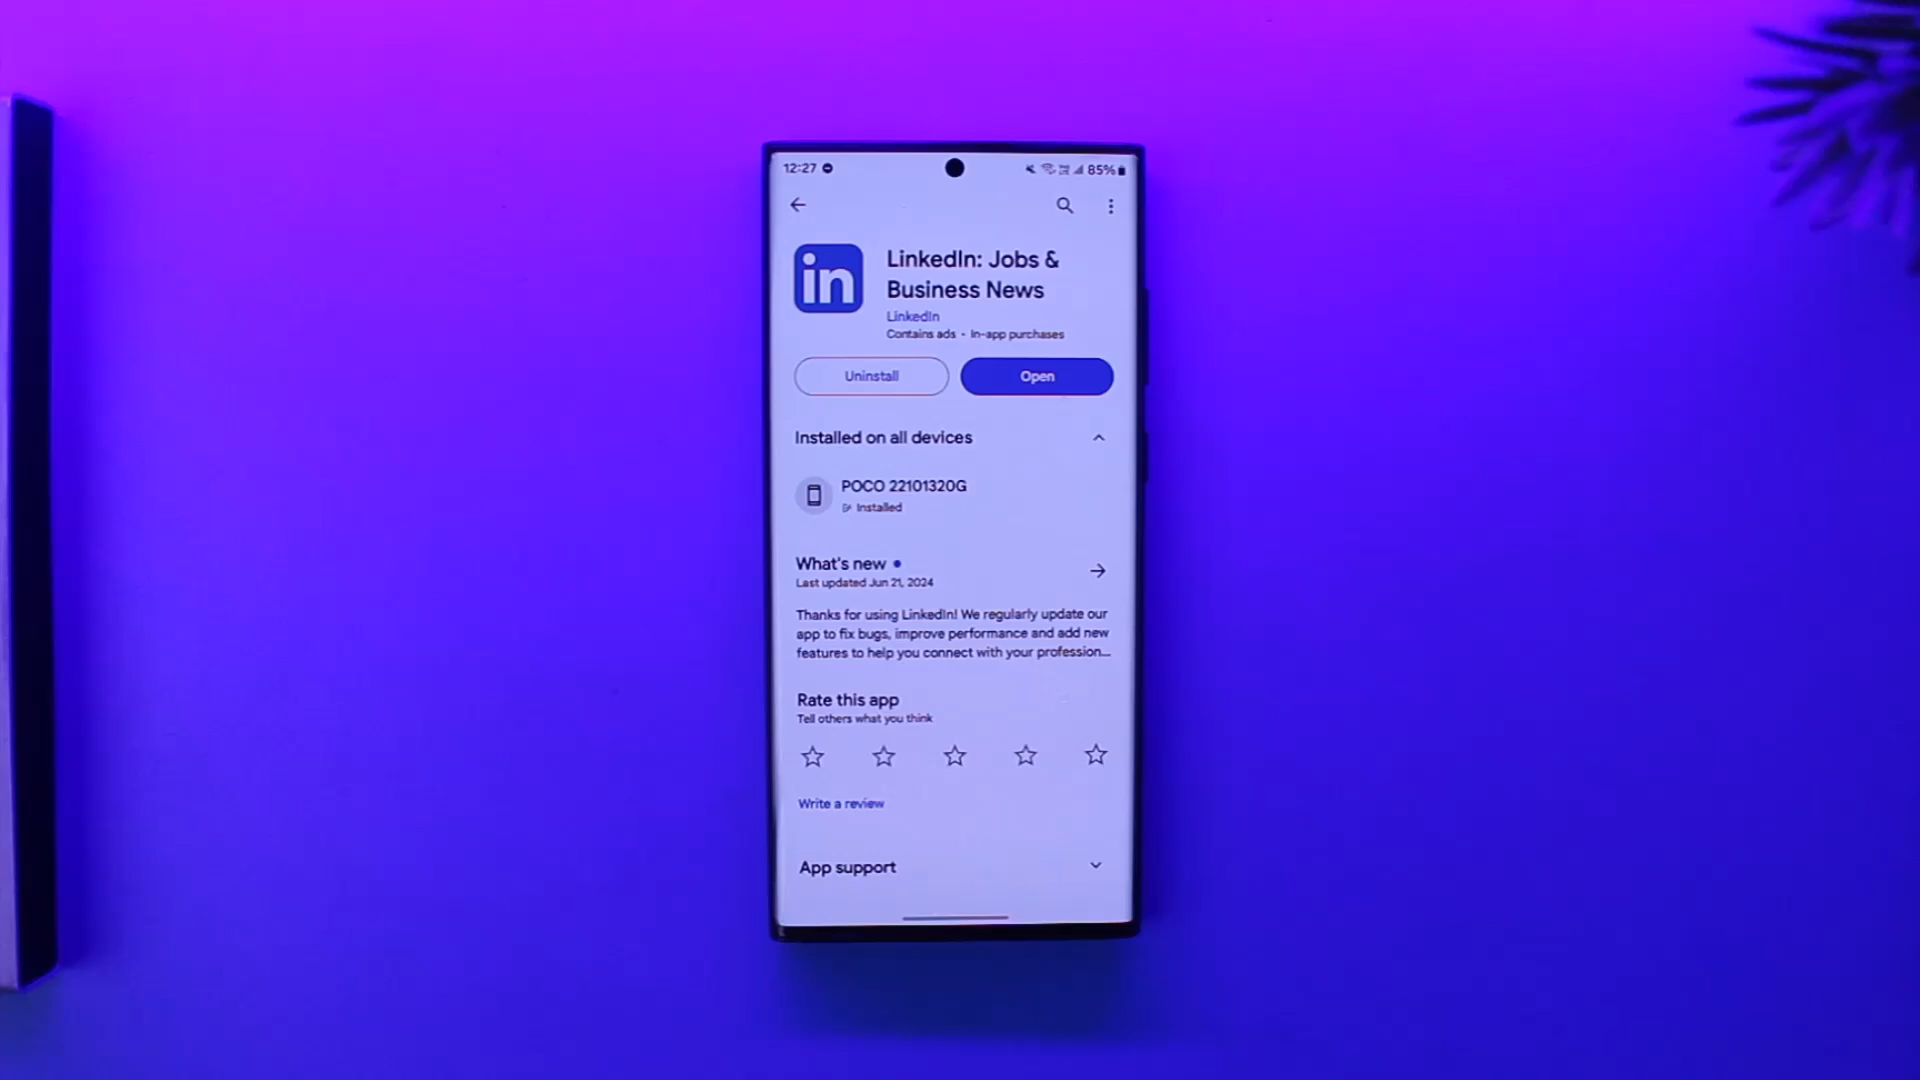 12:27
85%
in
LinkedIn: Jobs &
Business News
LinkedIn
Contains ads • In-app purchases
Uninstall
Open
Installed on all devices
POCO 22101320G
Installed
What's new •
Last updated Jun 21, 2024
Thanks for using LinkedIn! We regularly update our
app to fix bugs, improve performance and add new
features to help you connect with your profession...
Rate this app
Tell others what you think
Write a review
App support